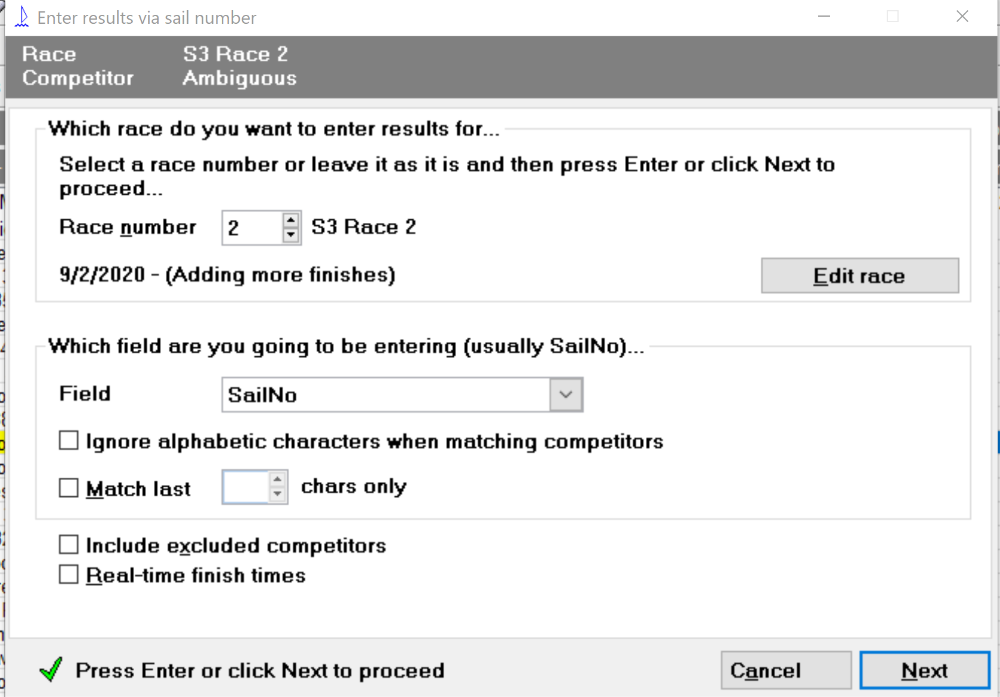 Enter results via sail number
Race S3 Race 2
Competitor Ambiguous
Which race do you want to enter results for...
Select a race number or leave it as it is and then press Enter or click Next to
proceed...
Race number 2 S3 Race 2
9/2/2020 - (Adding more finishes)
Edit race
Which field are you going to be entering (usually SailNo)...
Field SailNo
Ignore alphabetic characters when matching competitors
Match last chars only
Include excluded competitors
Real-time finish times
Press Enter or click Next to proceed
Cancel Next